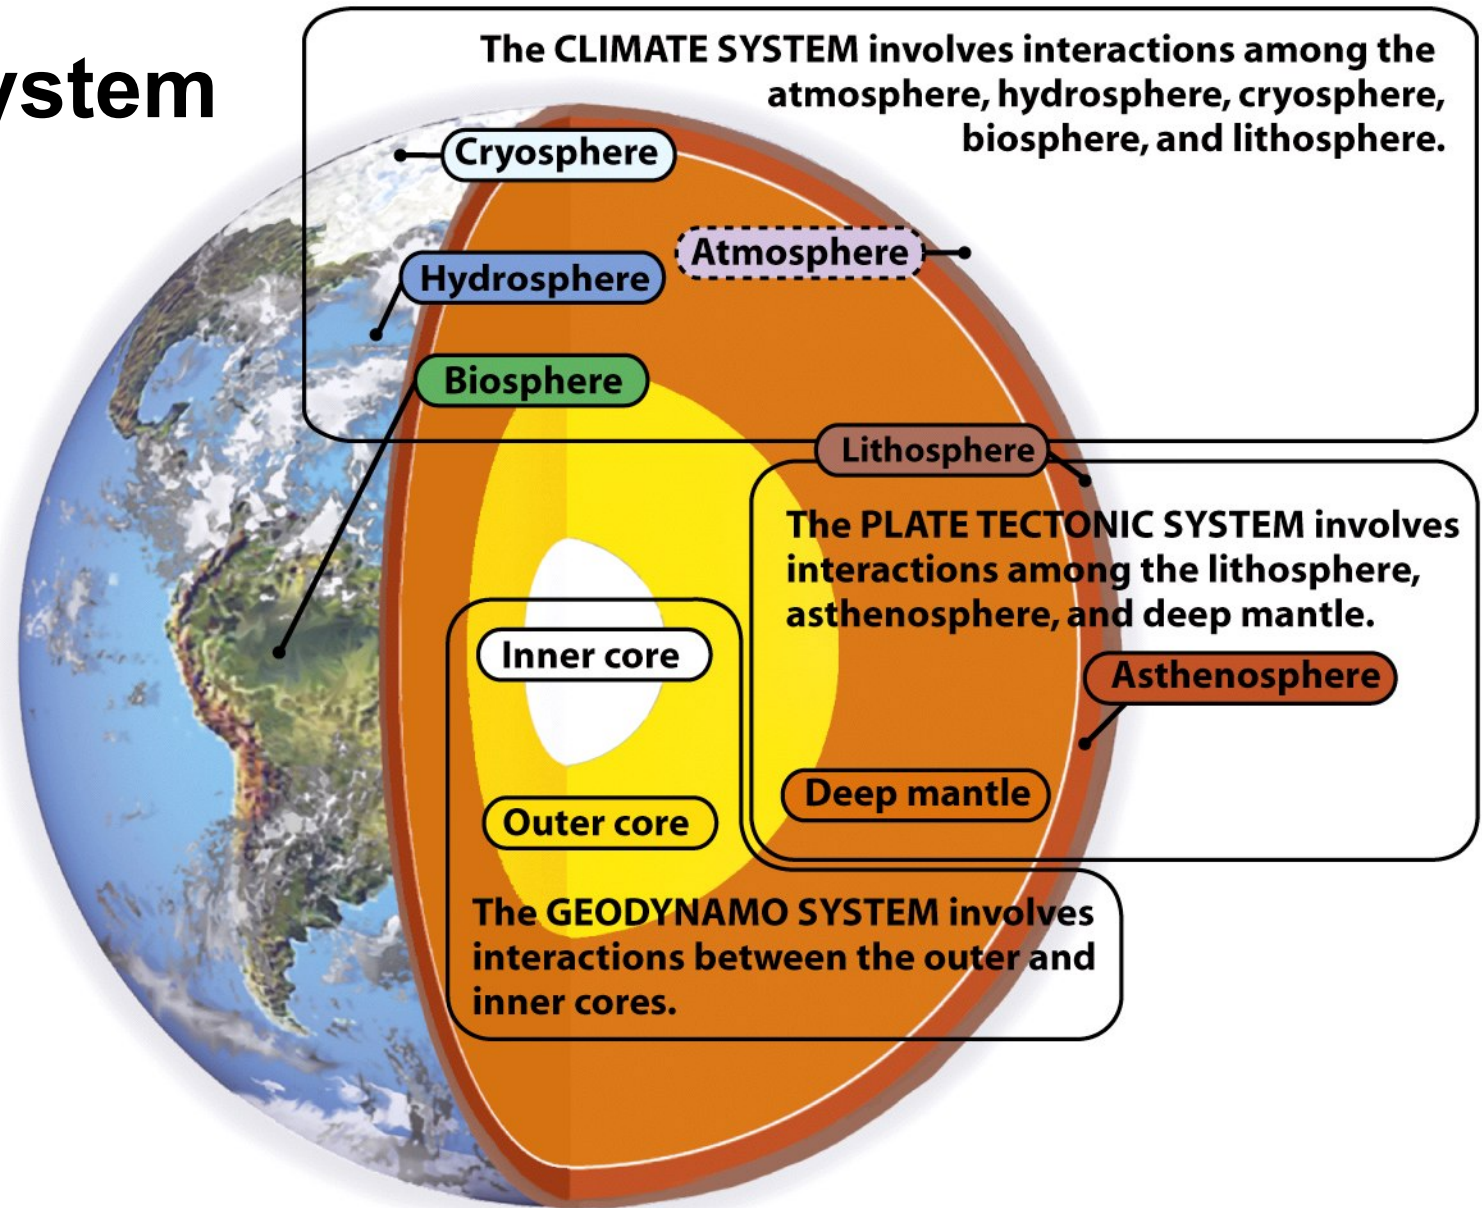 ystem
The CLIMATE SYSTEM involves interactions among the
atmosphere, hydrosphere, cryosphere,
biosphere, and lithosphere.
Cryosphere
Atmosphere
Hydrosphere
Biosphere
Lithosphere
The PLATE TECTONIC SYSTEM involves
interactions among the lithosphere,
asthenosphere, and deep mantle.
Inner core
Asthenosphere
Deep mantle
Outer core
The GEODYNAMO SYSTEM involves
interactions between the outer and
inner cores.